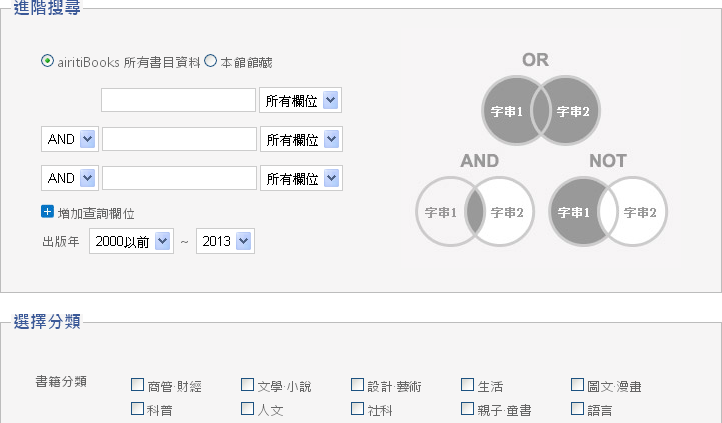 進階搜尋
airitiBooks 所有書目資料 本館館藏
所有欄位
AND 所有欄位
AND 所有欄位
增加查詢欄位
出版年 2000以前 ~ 2013
OR
字串1 字串2
AND NOT
字串1 字串2 字串1 字串2
選擇分類
書籍分類 商管‧財經 文學‧小說 設計‧藝術 生活 圖文‧漫畫
科普 人文 社科 親子‧童書 語言